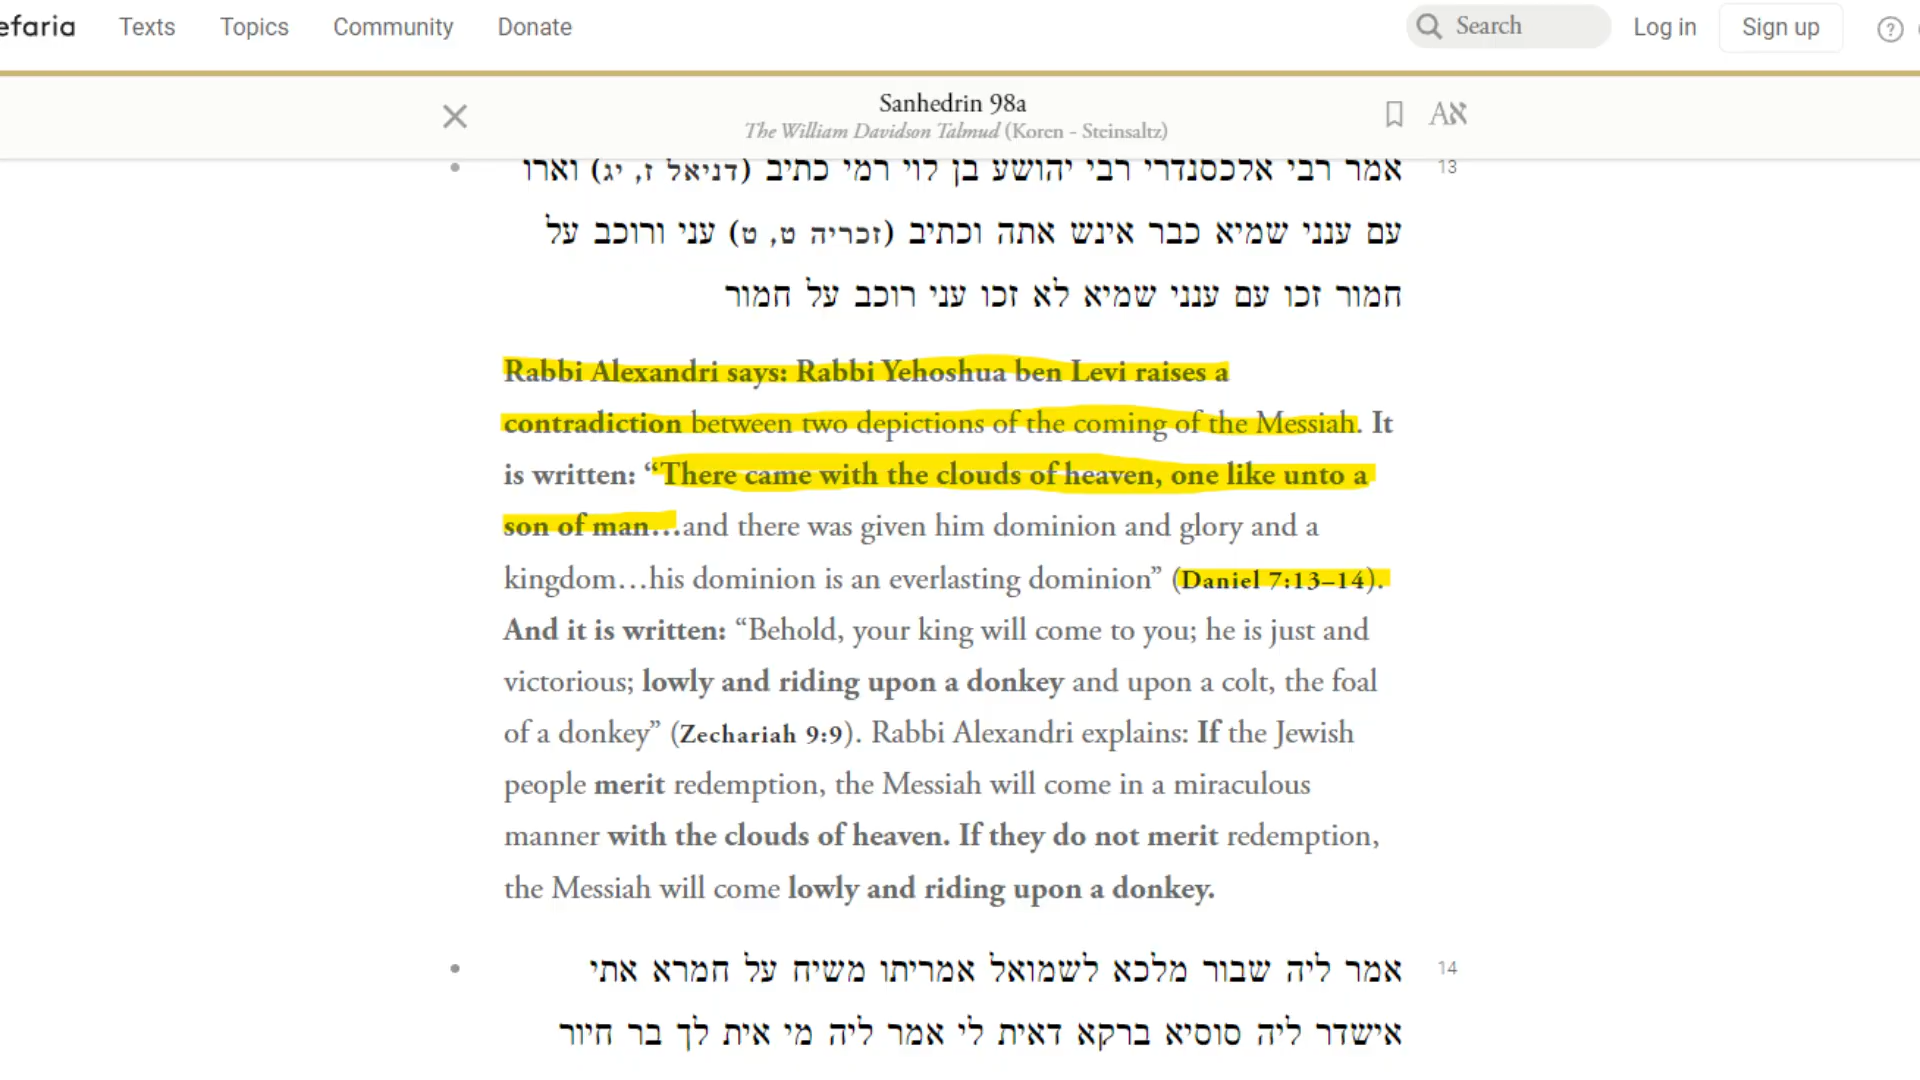 efaria Texts Topics Community Donate Search Log in Sign up ?
Sanhedrin 98a
The William Davidson Talmud (Koren - Steinsaltz)
אמר רבי אלכסנדרי רבי יהושע בן לוי רמי כתיב (דניאל ז, יג) וארו 13
עם ענני שמיא כבר אינש אתה וכתיב (זכריה ט, ט) עני ורוכב על
חמור זכו עם ענני שמיא לא זכו עני רוכב על חמור
Rabbi Alexandri says: Rabbi Yehoshua ben Levi raises a
contradiction between two depictions of the coming of the Messiah. It
is written: “There came with the clouds of heaven, one like unto a
son of man…and there was given him dominion and glory and a
kingdom…his dominion is an everlasting dominion” (Daniel 7:13–14).
And it is written: “Behold, your king will come to you; he is just and
victorious; lowly and riding upon a donkey and upon a colt, the foal
of a donkey” (Zechariah 9:9). Rabbi Alexandri explains: If the Jewish
people merit redemption, the Messiah will come in a miraculous
manner with the clouds of heaven. If they do not merit redemption,
the Messiah will come lowly and riding upon a donkey.
אמר ליה שבור מלכא לשמואל אמריתו משיח על חמרא אתי 14
אישדר ליה סוסיא ברקא דאית לי אמר ליה מי אית לך בר חיור